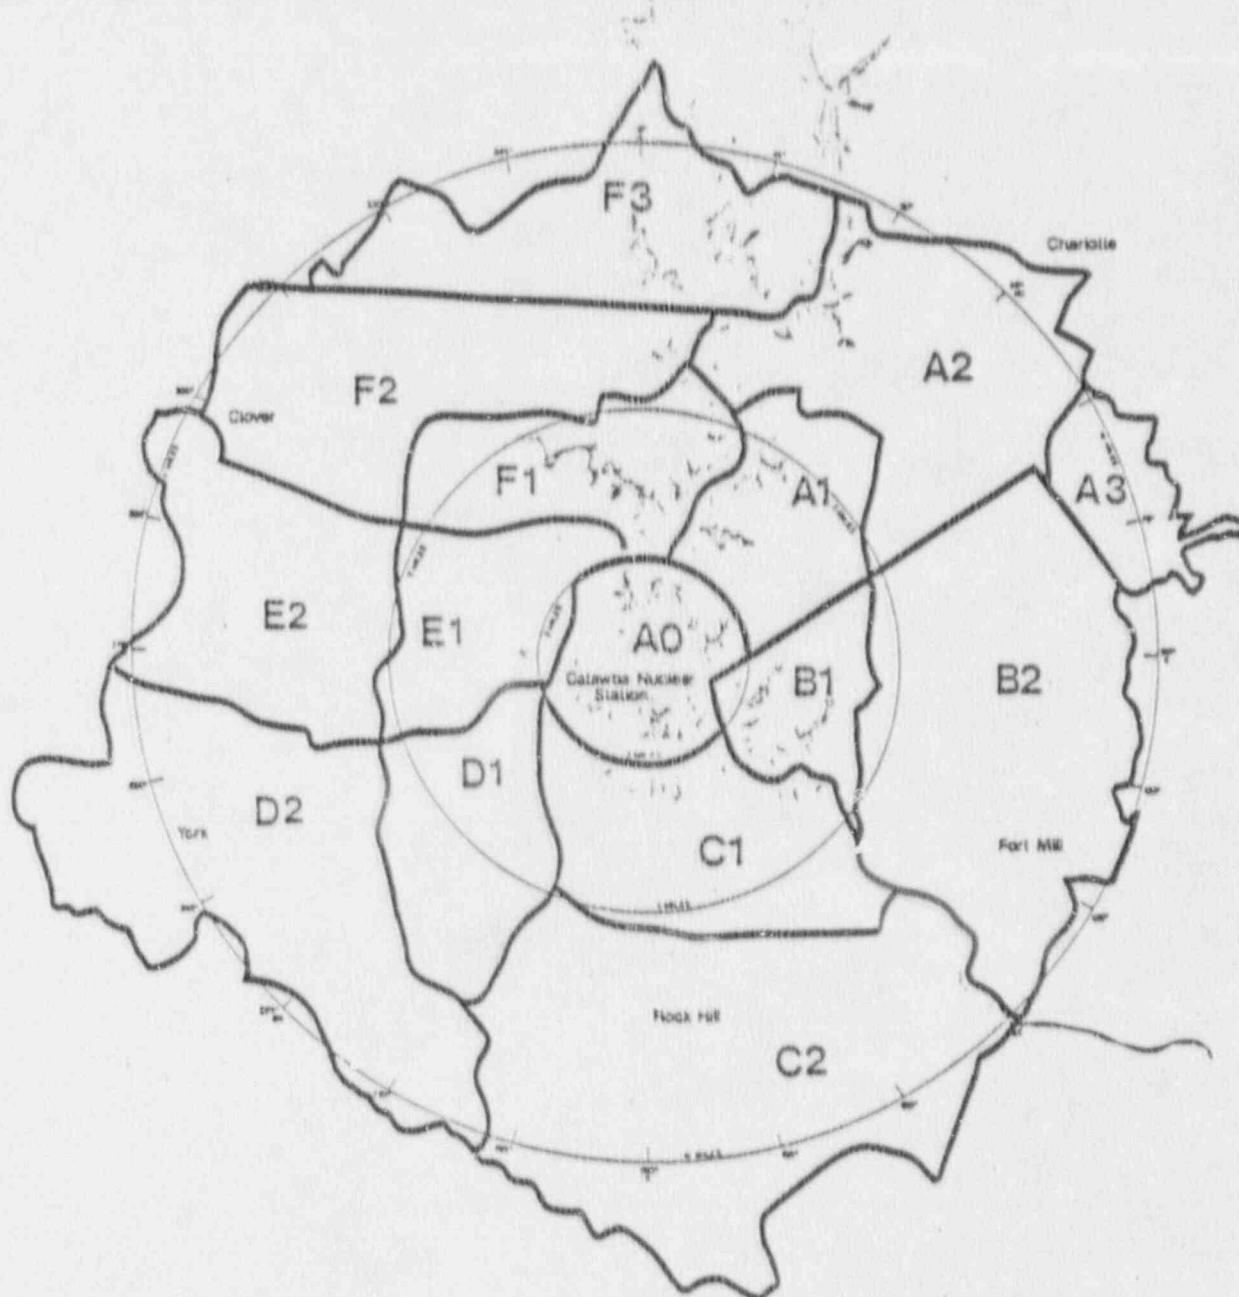 F3
Charlotte
A2
F2
Clover
A3
F1
A1
E2
E1
A0
Catawba Nuclear
Station
B1
B2
D1
D2
York
C1
Fort Mill
Rock Hill
C2